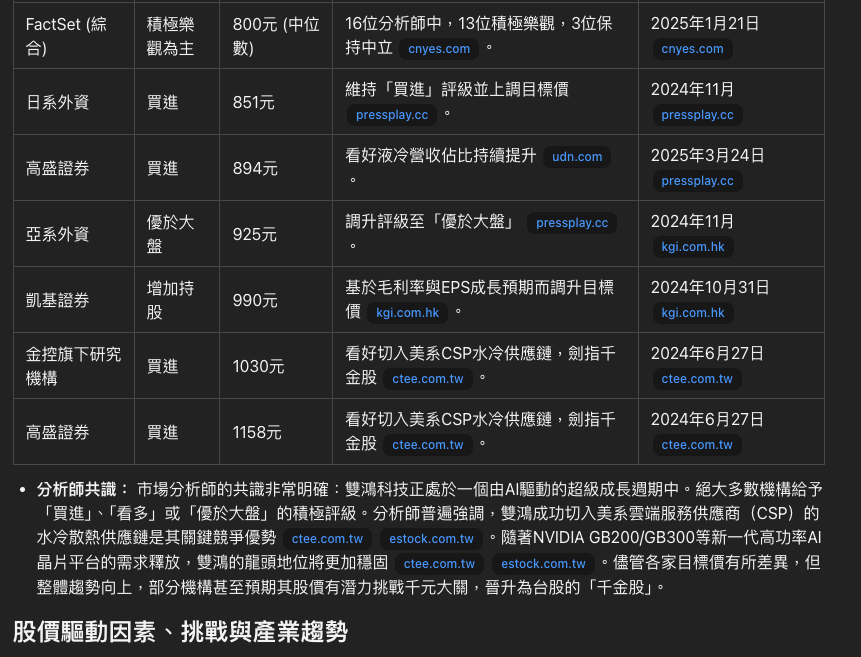 FactSet (綜 積極樂 800元 (中位 16位分析師中，13位積極樂觀，3位保 2025年1月21日
合) 觀為主 數) 持中立 cnyes.com 。 cnyes.com
日系外資 買進 851元 維持「買進」評級並上調目標價 2024年11月
pressplay.cc 。 pressplay.cc
高盛證券 買進 894元 看好液冷營收佔比持續提升 udn.com 2025年3月24日
。 pressplay.cc
亞系外資 優於大 925元 調升評級至「優於大盤」 pressplay.cc 2024年11月
盤 。 kgi.com.hk
凱基證券 增加持 990元 基於毛利率與EPS成長預期而調升目標 2024年10月31日
股 價 kgi.com.hk 。 kgi.com.hk
金控旗下研究 買進 1030元 看好切入美系CSP水冷供應鏈，劍指千 2024年6月27日
機構 金股 ctee.com.tw 。 ctee.com.tw
高盛證券 買進 1158元 看好切入美系CSP水冷供應鏈，劍指千 2024年6月27日
金股 ctee.com.tw 。 ctee.com.tw
• 分析師共識： 市場分析師的共識非常明確：雙鴻科技正處於一個由AI驅動的超級成長週期中。絕大多數機構給予
「買進」、「看多」或「優於大盤」的積極評級。分析師普遍強調，雙鴻成功切入美系雲端服務供應商（CSP）的
水冷散熱供應鏈是其關鍵競爭優勢 ctee.com.tw estock.com.tw 。隨著NVIDIA GB200/GB300等新一代高功率AI
晶片平台的需求釋放，雙鴻的龍頭地位將更加穩固 ctee.com.tw estock.com.tw 。儘管各家目標價有所差異，但
整體趨勢向上，部分機構甚至預期其股價有潛力挑戰千元大關，晉升為台股的「千金股」。
股價驅動因素、挑戰與產業趨勢